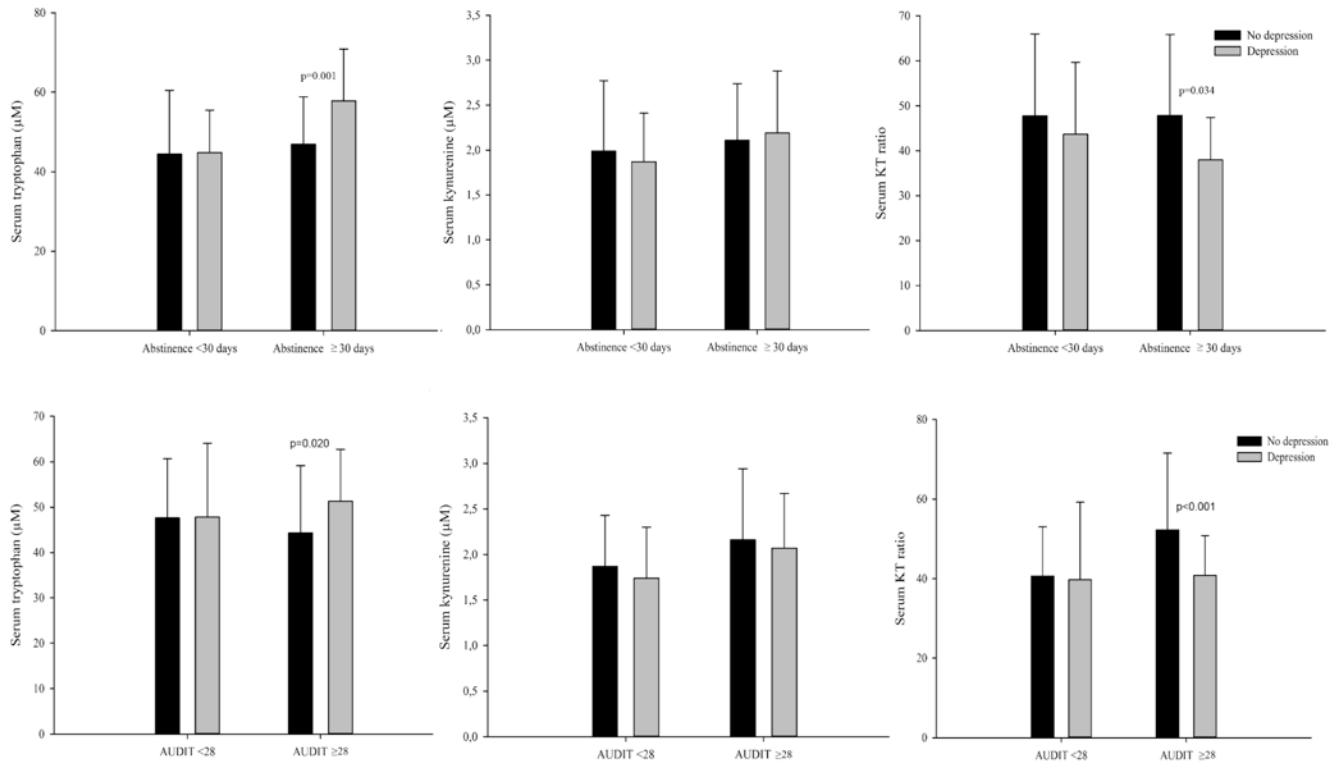 Serum tryptophan (µM)
80
60
40
20
0
p=0.001
Abstinence <30 days
Abstinence ≥ 30 days
Serum kynurenine (µM)
3,5
3,0
2,5
2,0
1,5
1,0
0,5
0,0
Abstinence <30 days
Abstinence ≥ 30 days
Serum KT ratio
70
60
50
40
30
20
10
0
No depression
Depression
p=0.034
Abstinence <30 days
Abstinence ≥ 30 days
Serum tryptophan (µM)
70
60
50
40
30
20
10
0
p=0.020
AUDIT <28
AUDIT ≥28
Serum kynurenine (µM)
3,5
3,0
2,5
2,0
1,5
1,0
0,5
0,0
AUDIT <28
AUDIT ≥28
Serum KT ratio
80
60
40
20
0
No depression
Depression
p<0.001
AUDIT <28
AUDIT ≥28